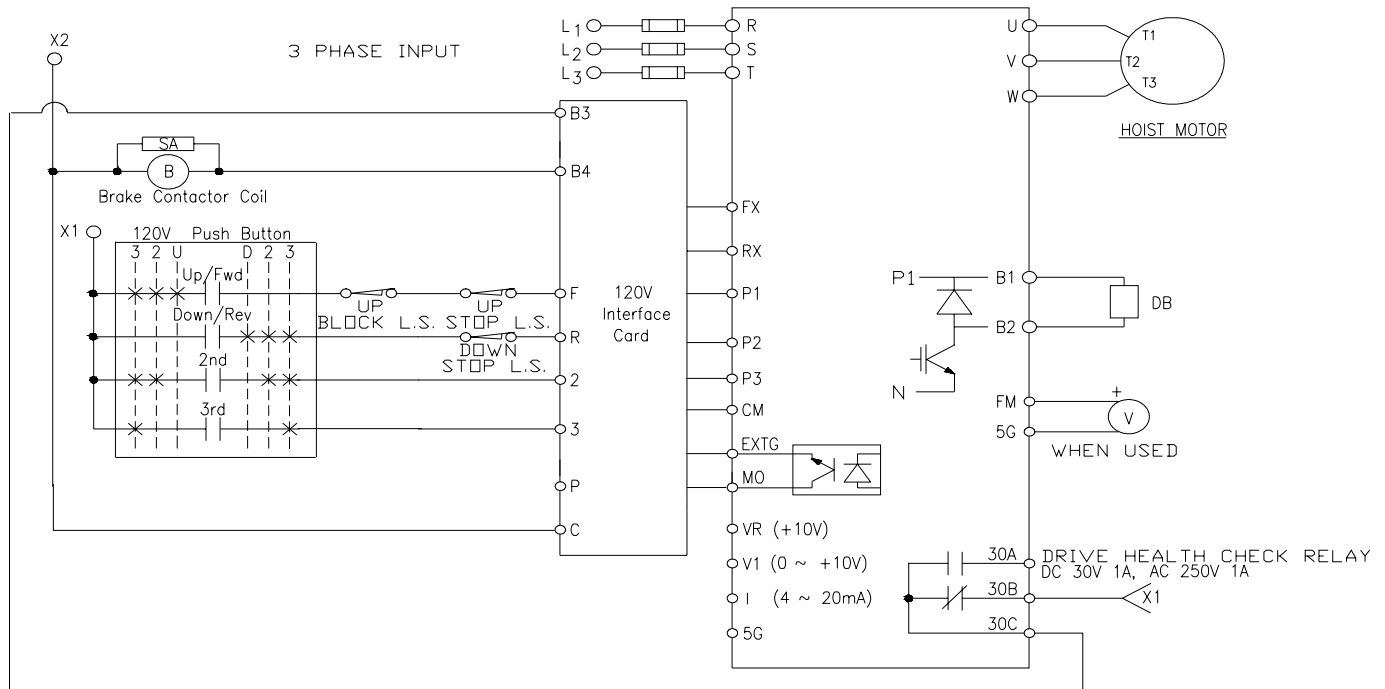 X2
3 PHASE INPUT
L1
L2
L3
R
S
T
U
V
W
T1
T2
T3
HOIST MOTOR
B3
SA
B
B4
Brake Contactor Coil
X1
120V Push Button
3 2 U D 2 3
Up/Fwd
F
UP
BLOCK L.S.
UP
STOP L.S.
Down/Rev
R
DOWN
STOP L.S.
2nd
2
3rd
3
P
C
120V
Interface
Card
FX
RX
P1
P2
P3
CM
EXTG
MO
VR (+10V)
V1 (0 ~ +10V)
I (4 ~ 20mA)
5G
P1
B1
B2
N
DB
FM
5G
+
V
WHEN USED
30A
DRIVE HEALTH CHECK RELAY
DC 30V 1A, AC 250V 1A
30B
X1
30C